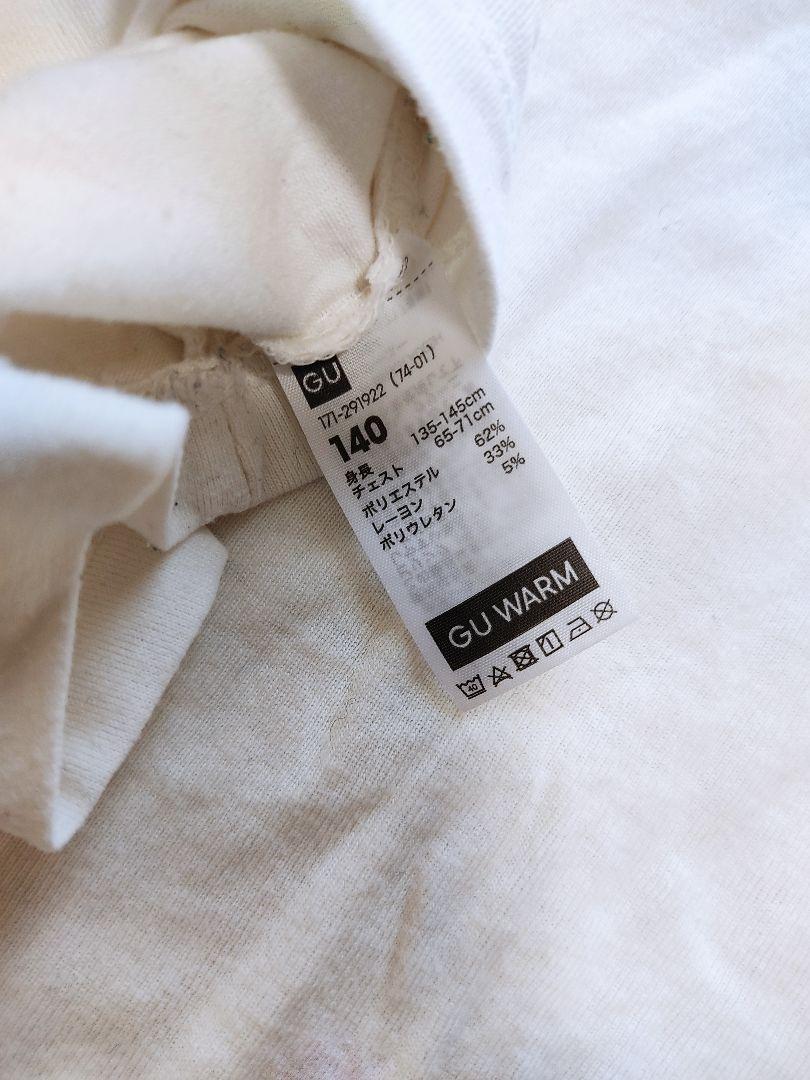 GU
171-291922 (74-01)
140
身長 135-145cm
チェスト 65-71cm
ポリエステル 62%
レーヨン 33%
ポリウレタン 5%
GU WARM
40